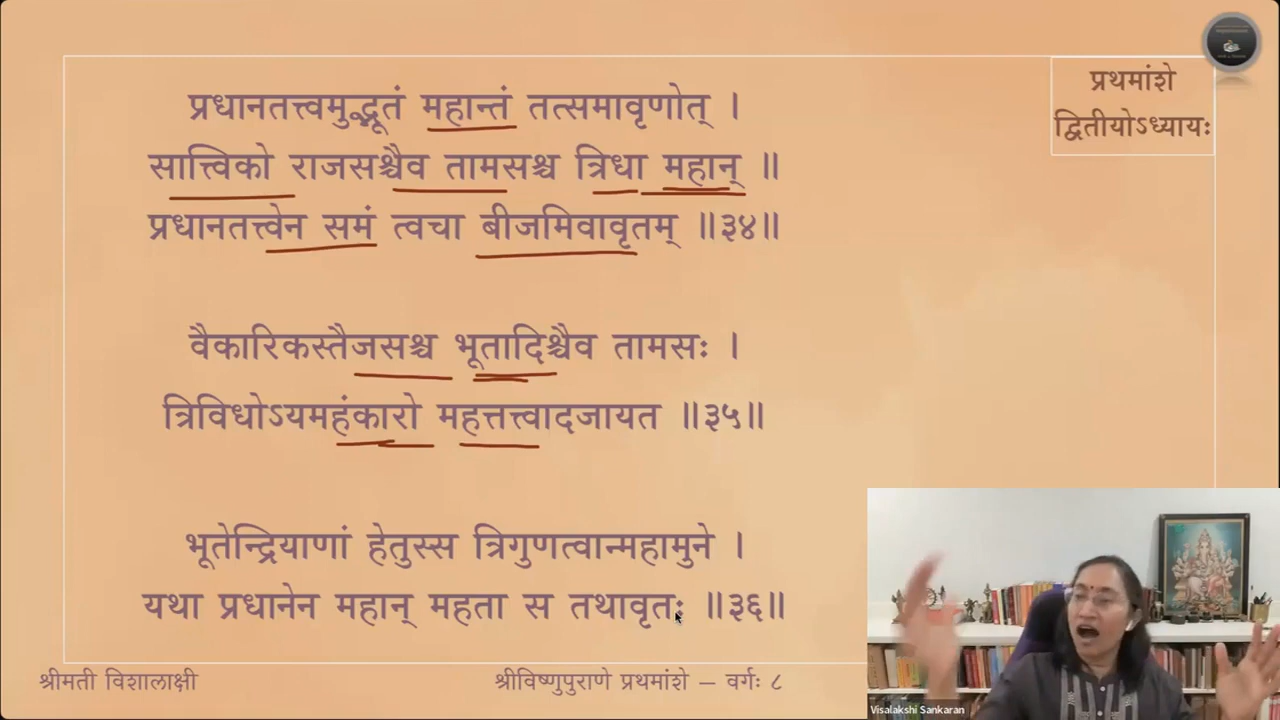 प्रथमांशे
द्वितीयोऽध्यायः
प्रधानतत्त्वमुद्भूतं महान्तं तत्समावृणोत् ।
सात्त्विको राजसश्चैव तामसश्च त्रिधा महान् ॥
प्रधानतत्त्वेन समं त्वचा बीजमिवावृतम् ॥३४॥
वैकारिकस्तैजसश्च भूतादिश्चैव तामसः ।
त्रिविधोऽयमहंकारो महत्तत्त्वादजायत ॥३५॥
भूतेन्द्रियाणां हेतुस्स त्रिगुणत्वान्महामुने ।
यथा प्रधानेन महान् महता स तथावृतः ॥३६॥
श्रीमती विशालाक्षी
श्रीविष्णुपुराणे प्रथमांशे – वर्गः ८
Visalakshi Sankaran